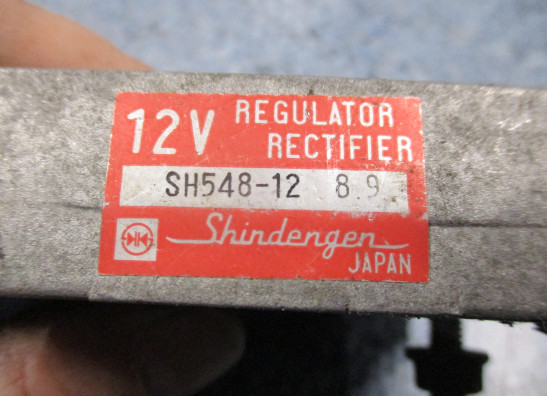 12V REGULATOR RECTIFIER
SH548-12 8.9
Shindengen
JAPAN